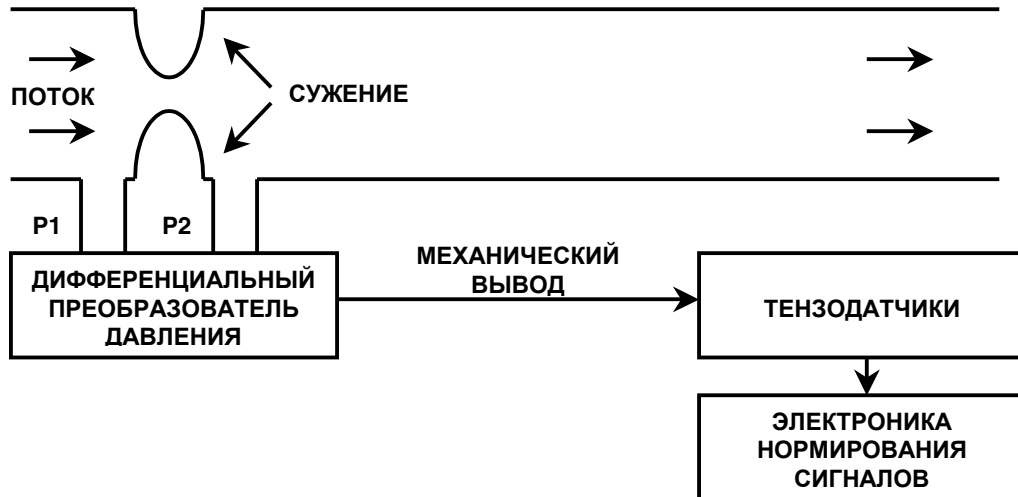 ПОТОК
СУЖЕНИЕ
P1
P2
ДИФФЕРЕНЦИАЛЬНЫЙ
ПРЕОБРАЗОВАТЕЛЬ
ДАВЛЕНИЯ
МЕХАНИЧЕСКИЙ
ВЫВОД
ТЕНЗОДАТЧИКИ
ЭЛЕКТРОНИКА
НОРМИРОВАНИЯ
СИГНАЛОВ